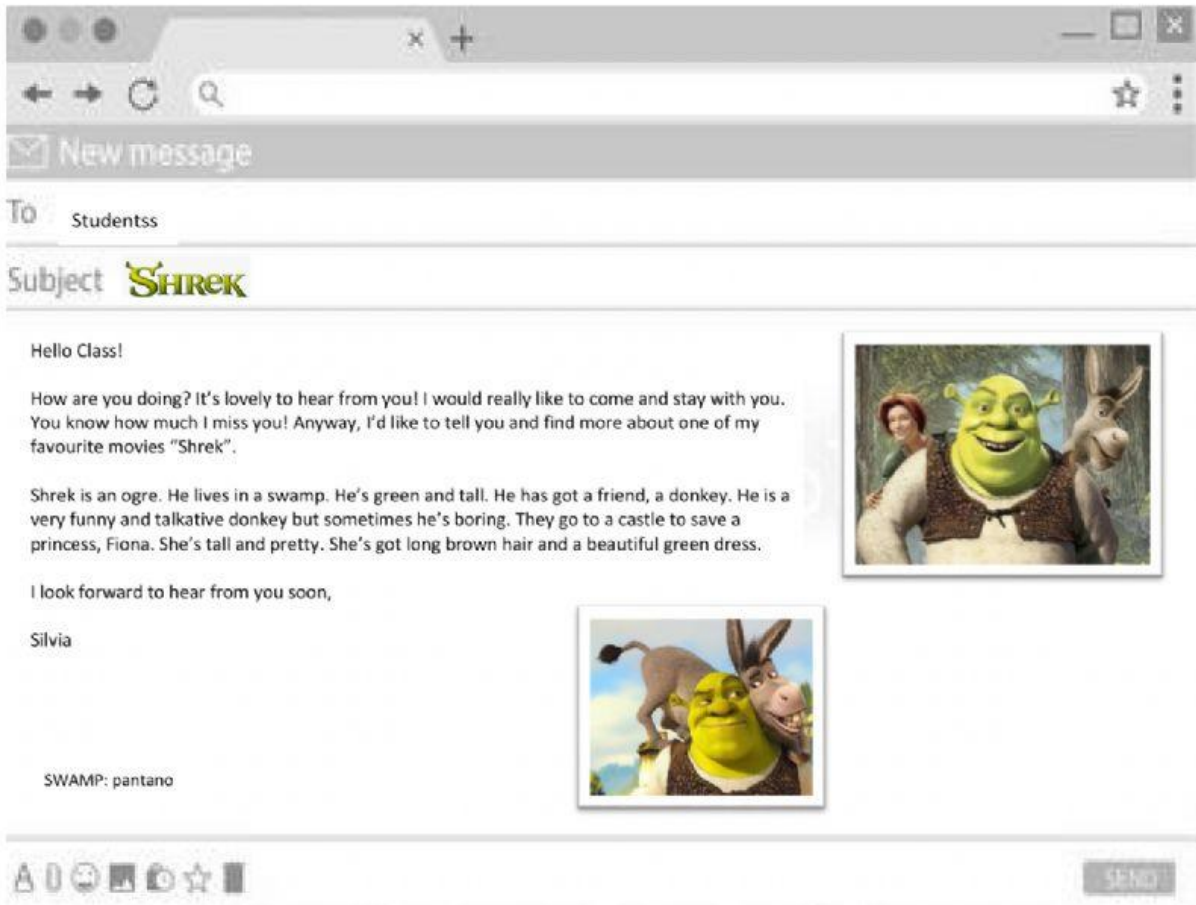 New message
To Studentss
Subject SHREK
Hello Class!
How are you doing? It's lovely to hear from you! I would really like to come and stay with you.
You know how much I miss you! Anyway, I'd like to tell you and find more about one of my
favourite movies "Shrek".
Shrek is an ogre. He lives in a swamp. He's green and tall. He has got a friend, a donkey. He is a
very funny and talkative donkey but sometimes he's boring. They go to a castle to save a
princess, Fiona. She's tall and pretty. She's got long brown hair and a beautiful green dress.
I look forward to hear from you soon,
Silvia
SWAMP: pantano
SEND